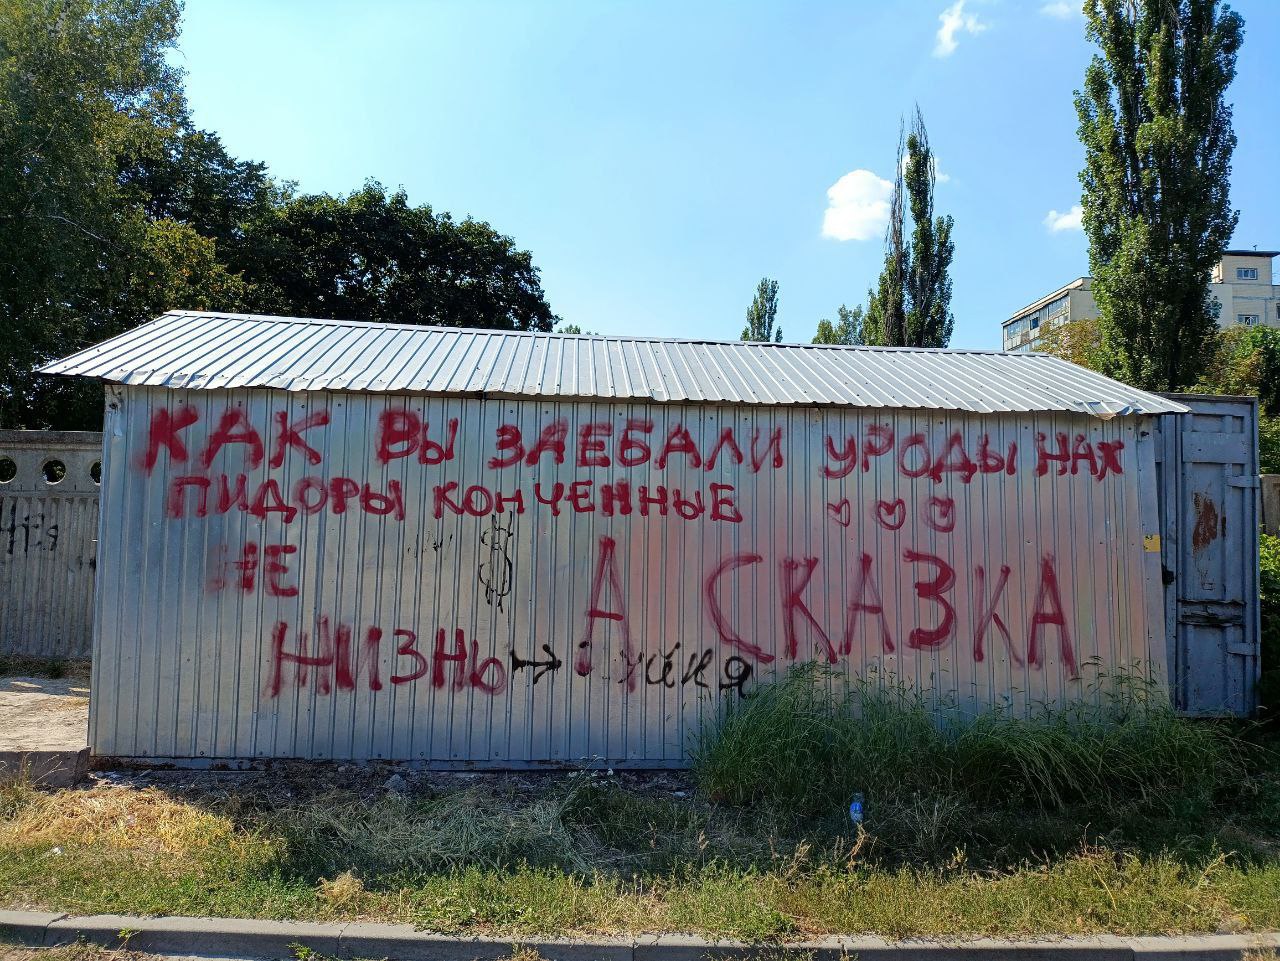 КАК ВЫ ЗАЕБАЛИ УРОДЫ НАХ
ПИДОРЫ КОНЧЕННЫЕ
НЕ
$
А СКАЗКА
ЖИЗНЬ